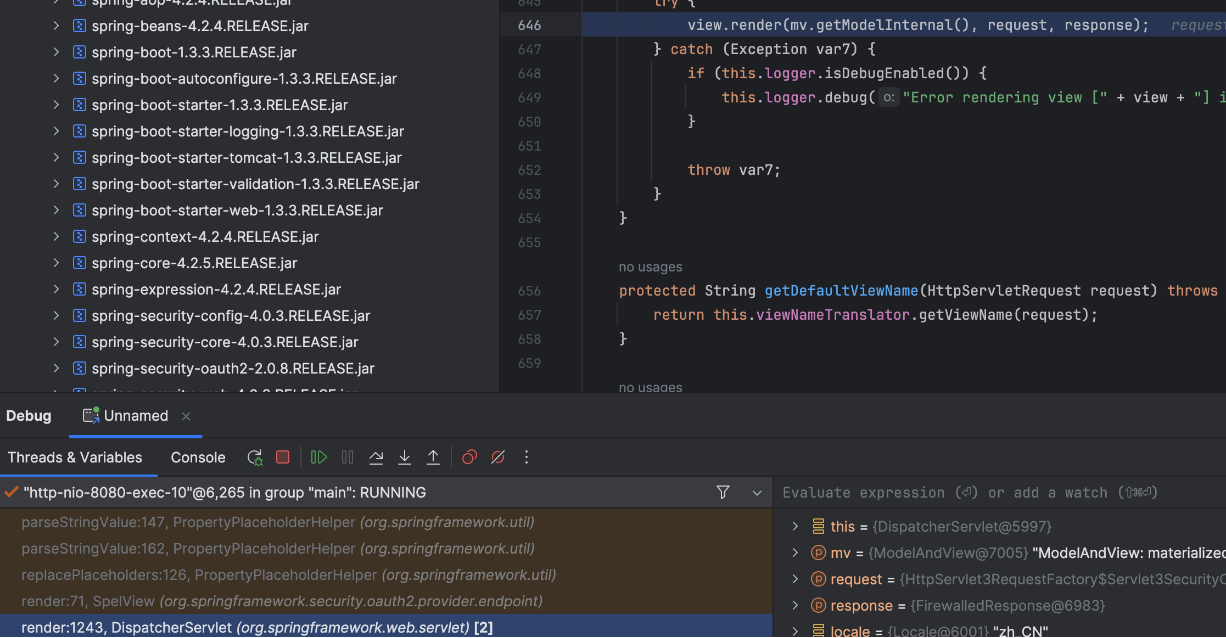 spring-aop-4.2.4.RELEASE.jar
spring-beans-4.2.4.RELEASE.jar
spring-boot-1.3.3.RELEASE.jar
spring-boot-autoconfigure-1.3.3.RELEASE.jar
spring-boot-starter-1.3.3.RELEASE.jar
spring-boot-starter-logging-1.3.3.RELEASE.jar
spring-boot-starter-tomcat-1.3.3.RELEASE.jar
spring-boot-starter-validation-1.3.3.RELEASE.jar
spring-boot-starter-web-1.3.3.RELEASE.jar
spring-context-4.2.4.RELEASE.jar
spring-core-4.2.5.RELEASE.jar
spring-expression-4.2.4.RELEASE.jar
spring-security-config-4.0.3.RELEASE.jar
spring-security-core-4.0.3.RELEASE.jar
spring-security-oauth2-2.0.8.RELEASE.jar
645 try {
646 view.render(mv.getModelInternal(), request, response); request
647 } catch (Exception var7) {
648 if (this.logger.isDebugEnabled()) {
649 this.logger.debug( o: "Error rendering view [" + view + "] i
650 }
651
652 throw var7;
653 }
654 }
655
no usages
656 protected String getDefaultViewName(HttpServletRequest request) throws
657 return this.viewNameTranslator.getViewName(request);
658 }
659
no usages
Debug Unnamed
Threads & Variables Console
"http-nio-8080-exec-10"@6,265 in group "main": RUNNING
parseStringValue:147, PropertyPlaceholderHelper (org.springframework.util)
parseStringValue:162, PropertyPlaceholderHelper (org.springframework.util)
replacePlaceholders:126, PropertyPlaceholderHelper (org.springframework.util)
render:71, SpelView (org.springframework.security.oauth2.provider.endpoint)
render:1243, DispatcherServlet (org.springframework.web.servlet) [2]
Evaluate expression (⏎) or add a watch (⇧⌘⏎)
this = {DispatcherServlet@5997}
mv = {ModelAndView@7005} "ModelAndView: materialized
request = {HttpServlet3RequestFactory$Servlet3SecurityC
response = {FirewalledResponse@6983}
locale = {Locale@6001} "zh_CN"